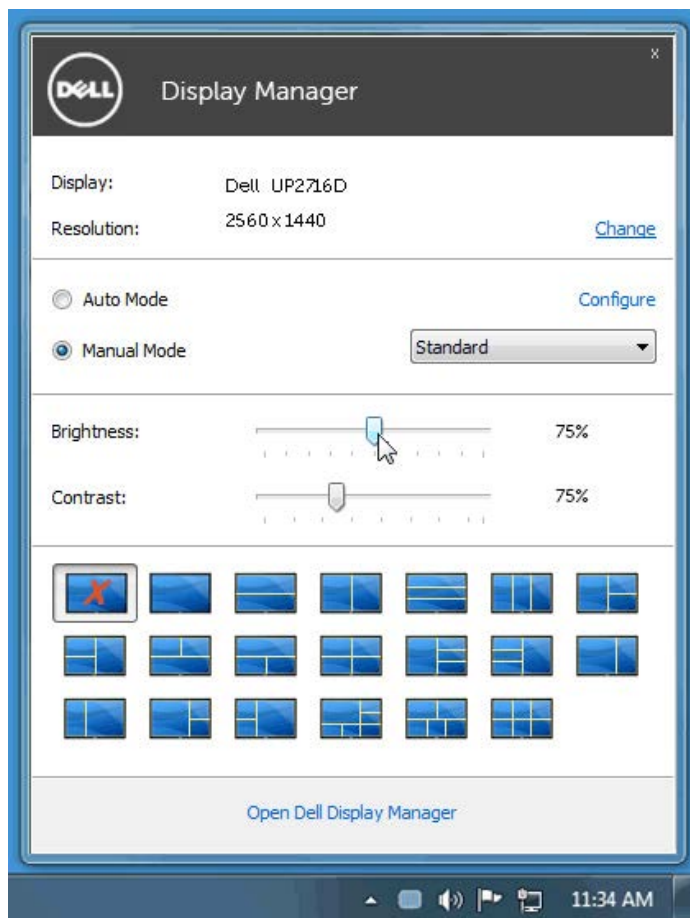 x
DELL Display Manager
Display: Dell UP2716D
Resolution: 2560 x 1440 Change
Auto Mode Configure
Manual Mode Standard
Brightness: 75%
Contrast: 75%
Open Dell Display Manager
11:34 AM